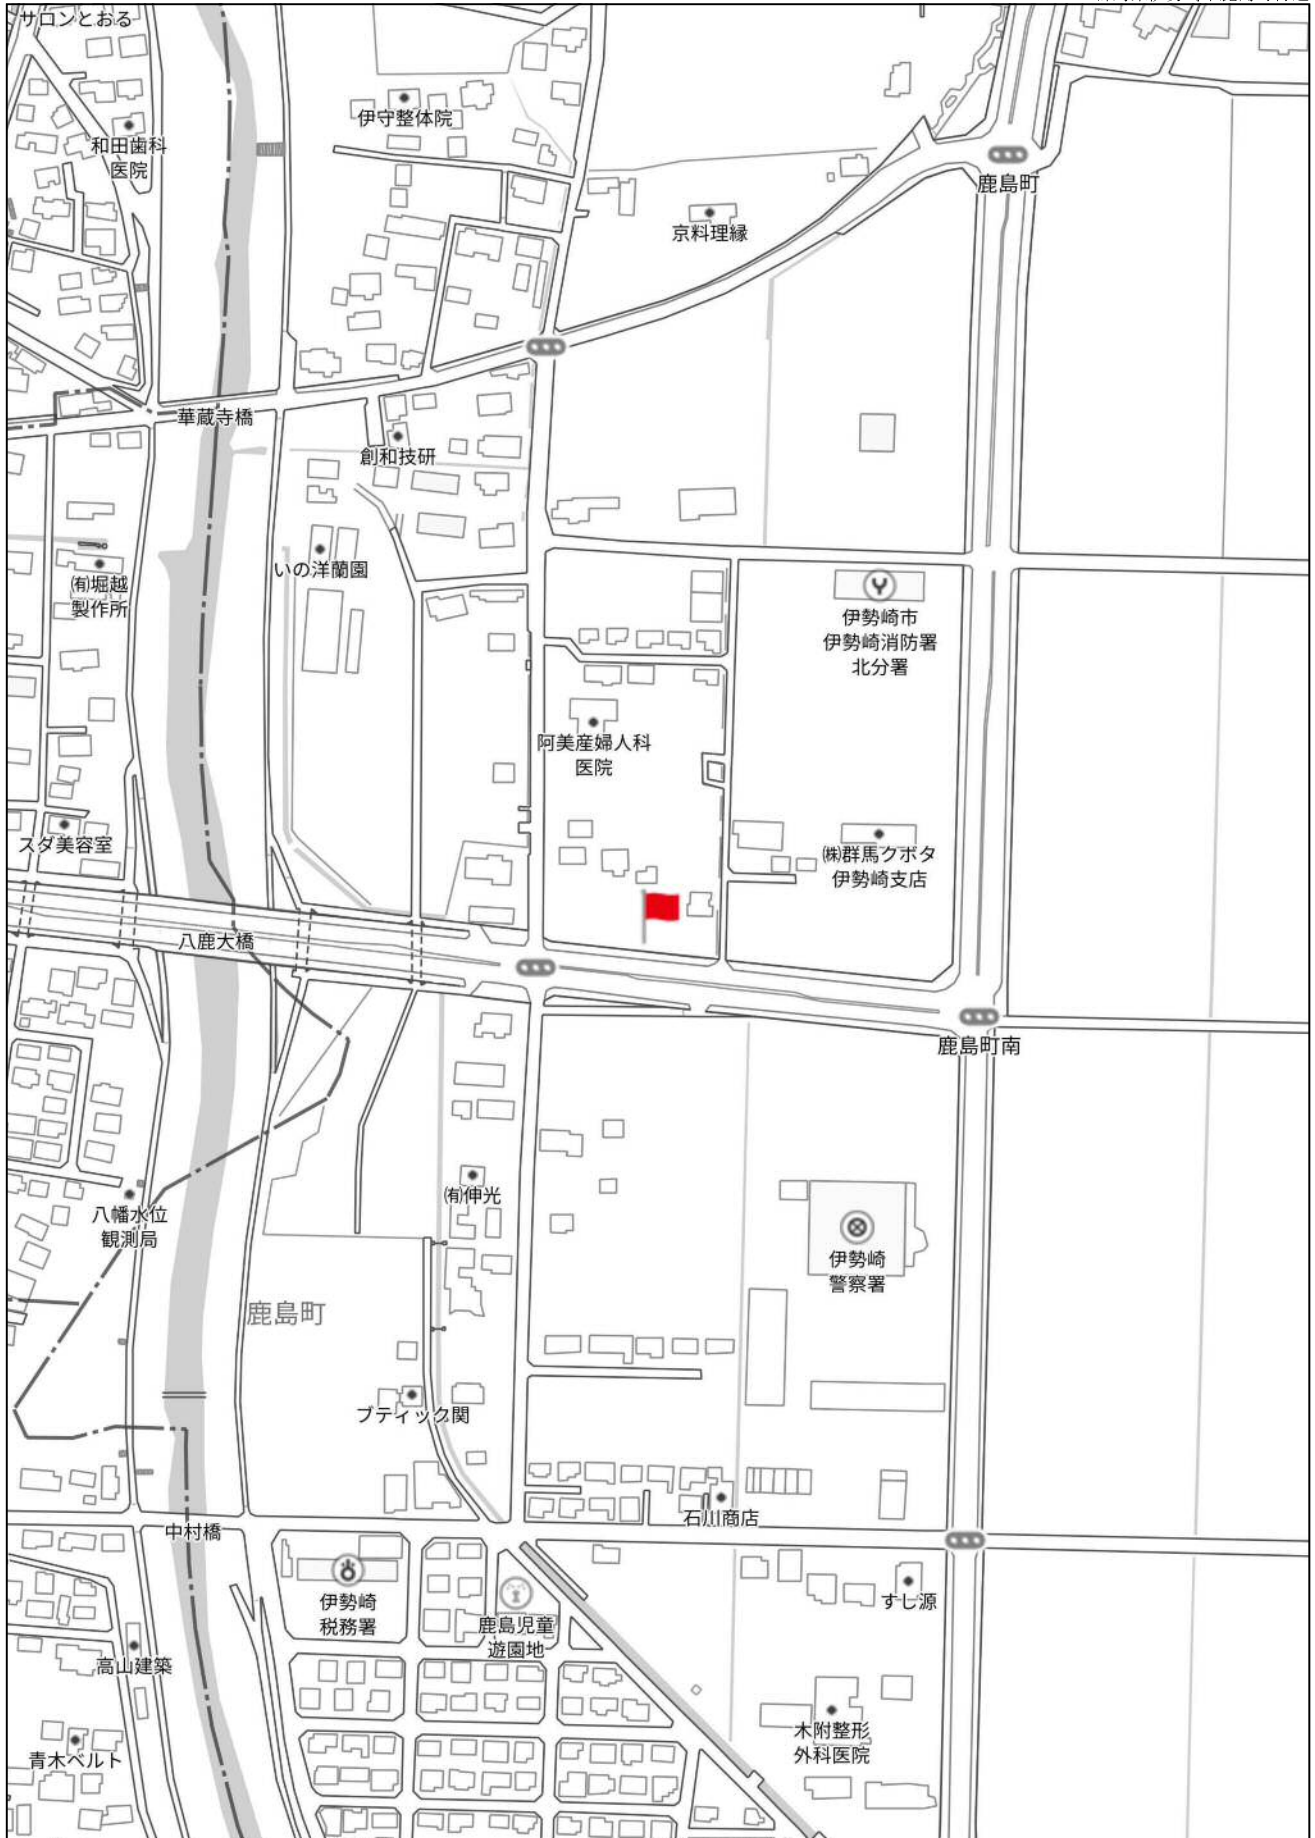 サロンとおる
伊守整体院
和田歯科
医院
鹿島町
京料理縁
華蔵寺橋
創和技研
いの洋蘭園
㈲堀越
製作所
伊勢崎市
伊勢崎消防署
北分署
阿美産婦人科
医院
スダ美容室
㈱群馬クボタ
伊勢崎支店
八鹿大橋
鹿島町南
㈲伸光
八幡水位
観測局
伊勢崎
警察署
鹿島町
ブティック関
石川商店
中村橋
伊勢崎
税務署
鹿島児童
遊園地
すし源
高山建築
木附整形
外科医院
青木ベルト